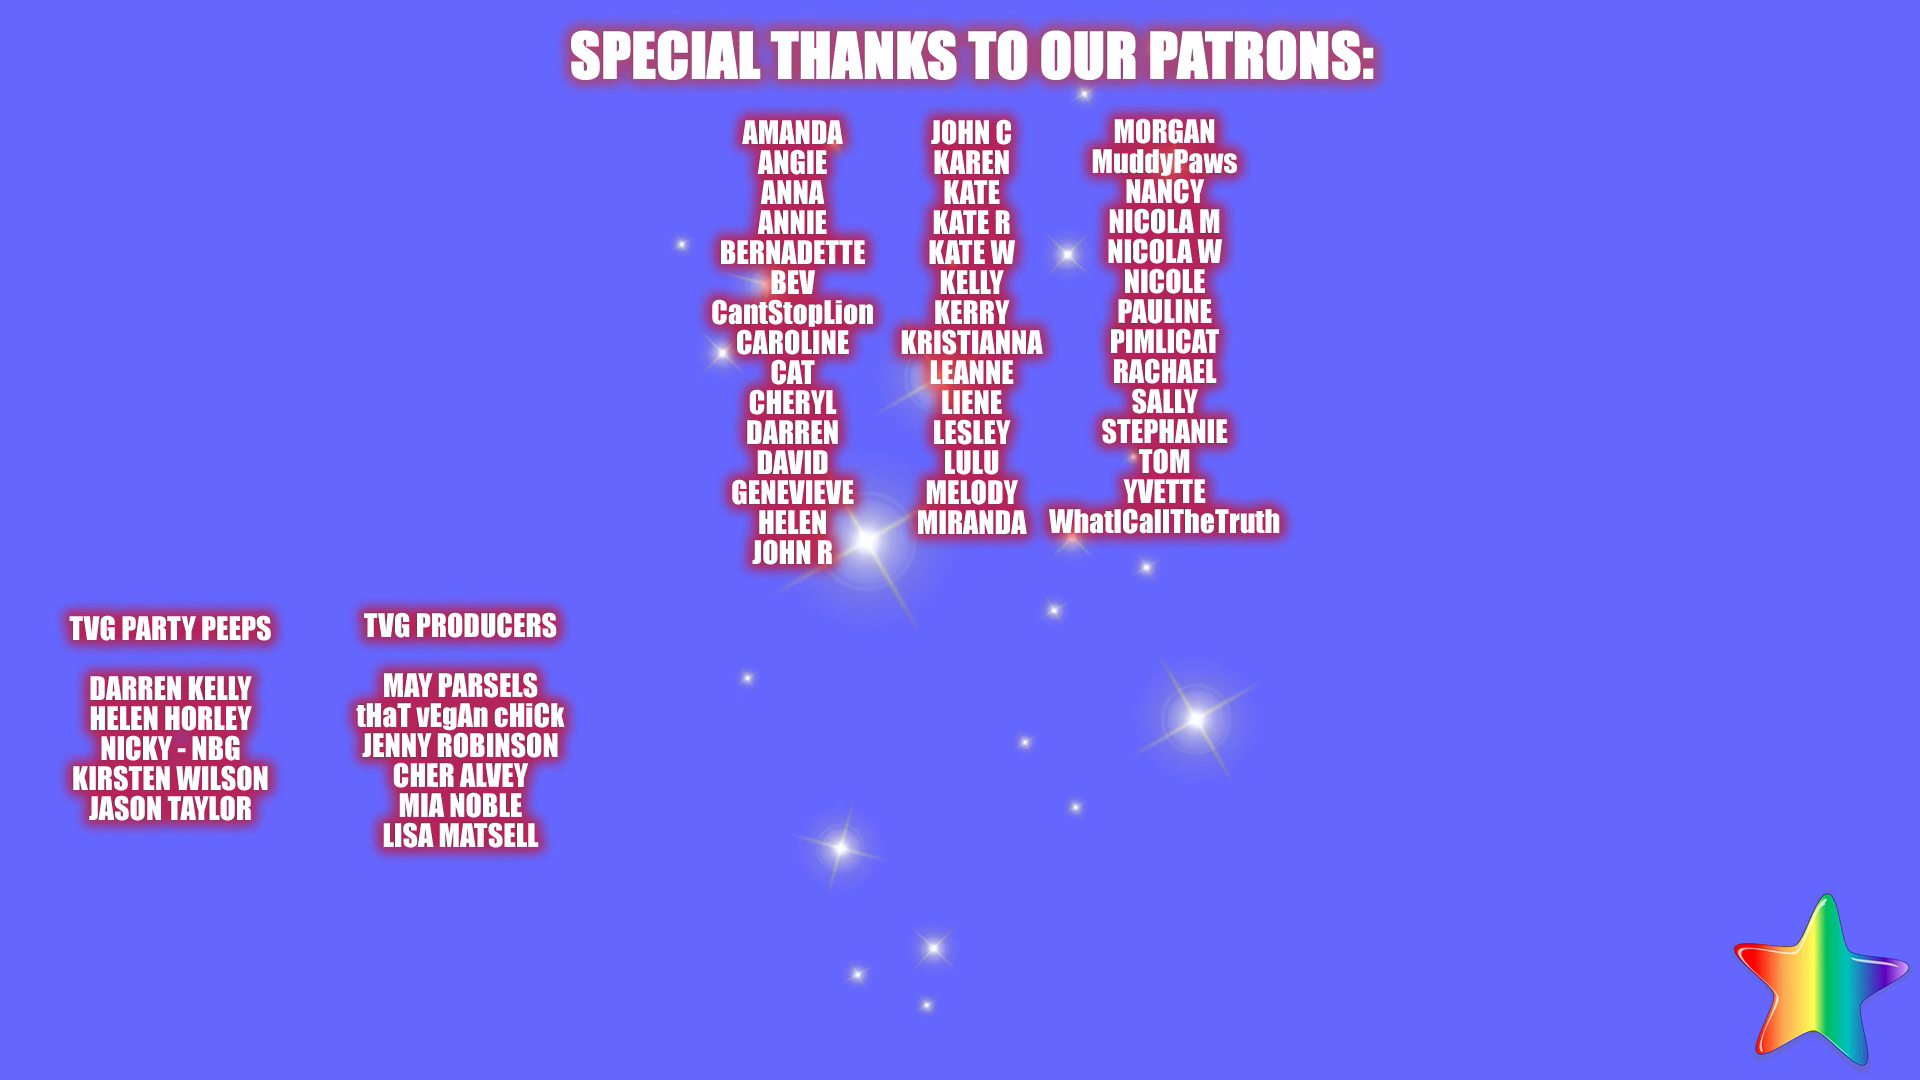 SPECIAL THANKS TO OUR PATRONS:
AMANDA
ANGIE
ANNA
ANNIE
BERNADETTE
BEV
CantStopLion
CAROLINE
CAT
CHERYL
DARREN
DAVID
GENEVIEVE
HELEN
JOHN R
JOHN C
KAREN
KATE
KATE R
KATE W
KELLY
KERRY
KRISTIANNA
LEANNE
LIENE
LESLEY
LULU
MELODY
MIRANDA
MORGAN
MuddyPaws
NANCY
NICOLA M
NICOLA W
NICOLE
PAULINE
PIMLICAT
RACHAEL
SALLY
STEPHANIE
TOM
YVETTE
WhatICallTheTruth
TVG PARTY PEEPS
DARREN KELLY
HELEN HORLEY
NICKY - NBG
KIRSTEN WILSON
JASON TAYLOR
TVG PRODUCERS
MAY PARSELS
tHaT vEgAn cHiCk
JENNY ROBINSON
CHER ALVEY
MIA NOBLE
LISA MATSELL